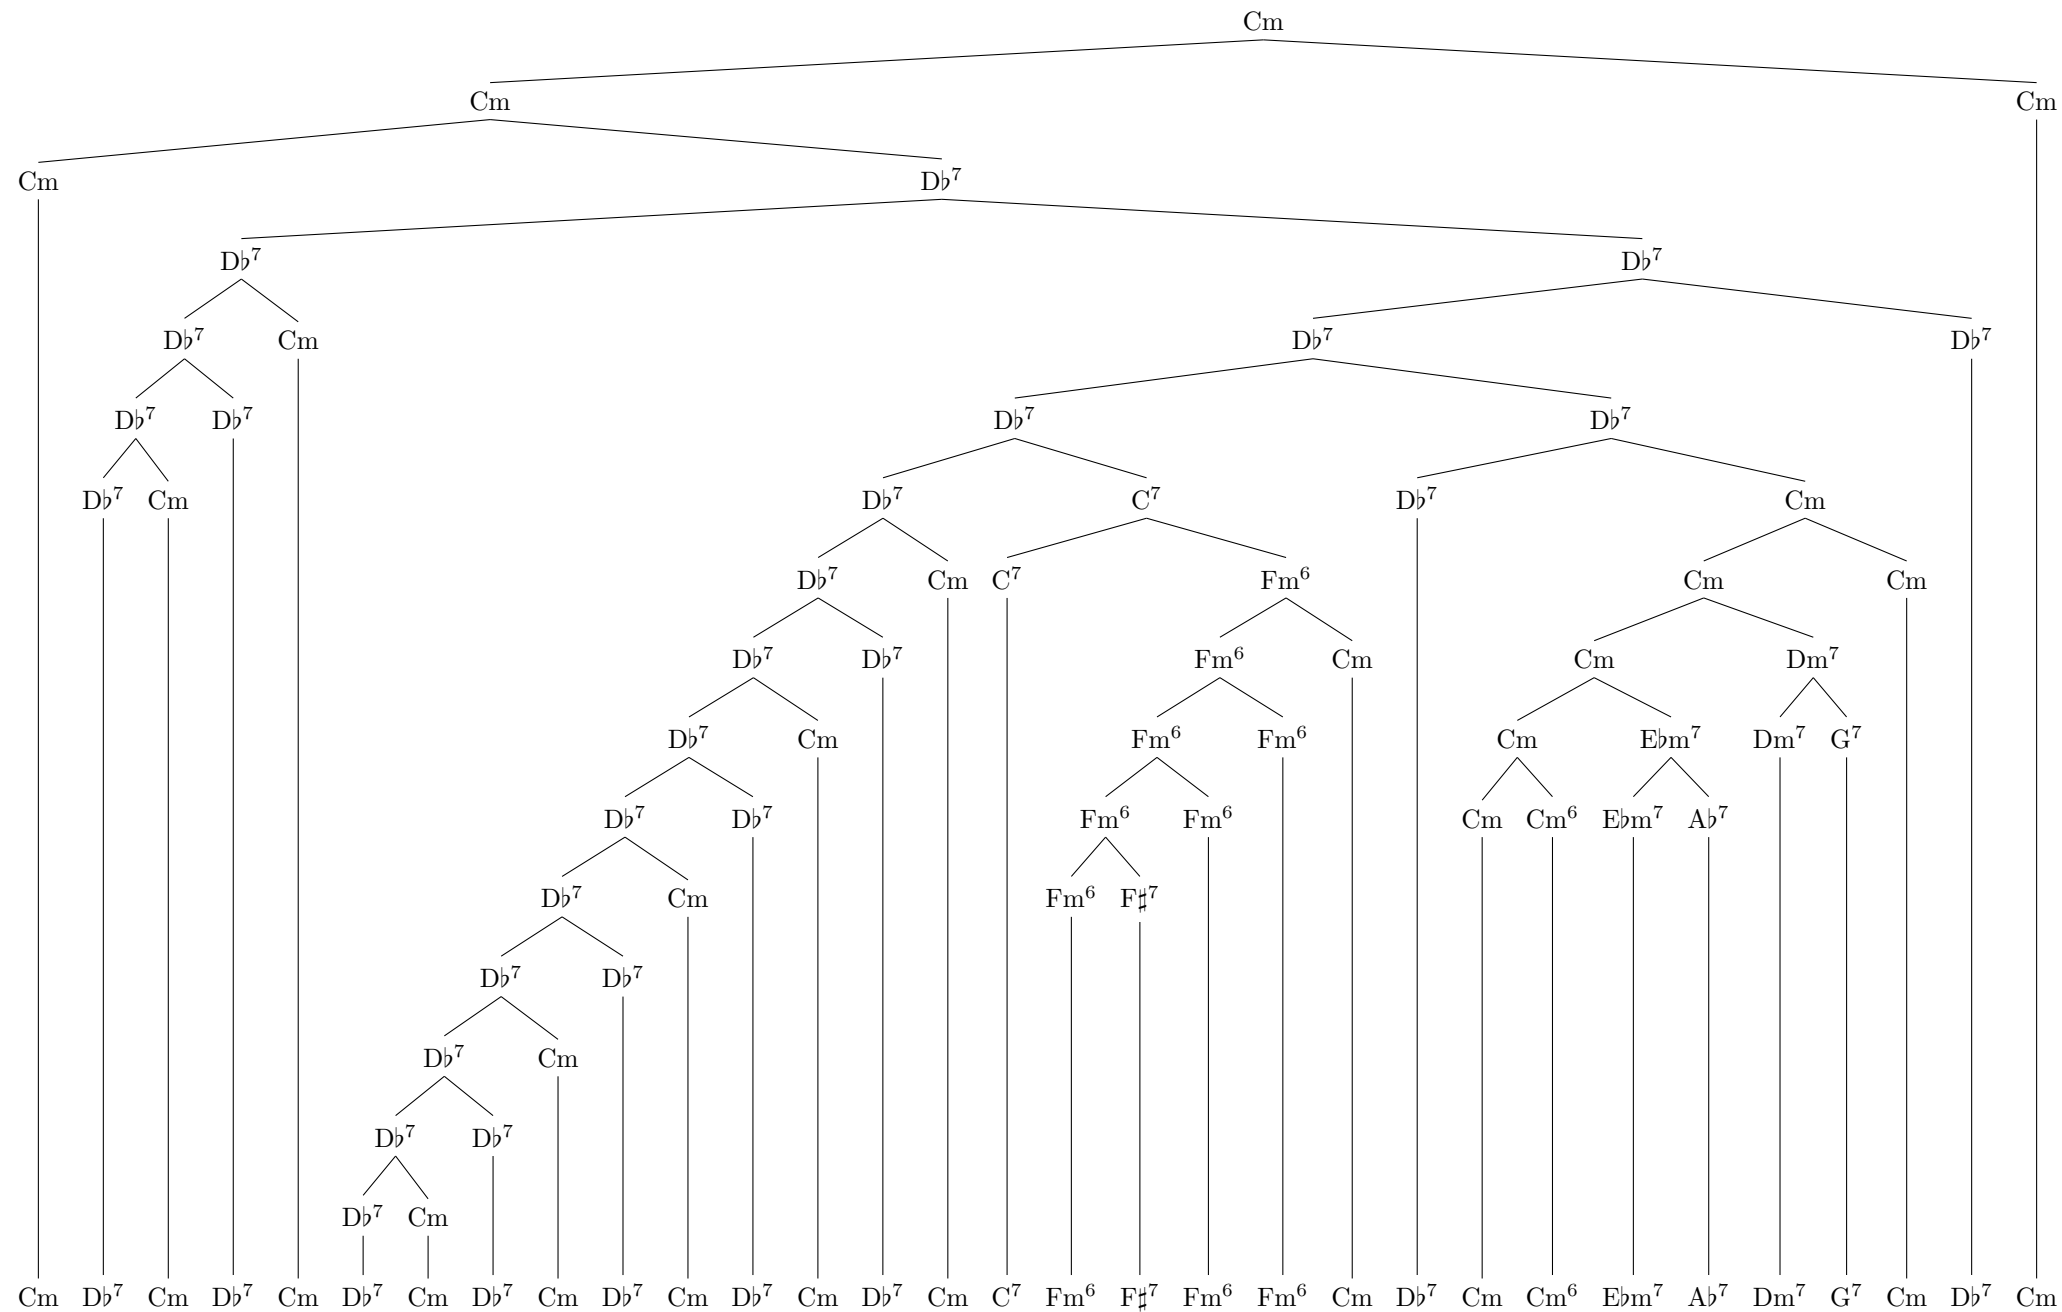 Cm
Cm Cm
Cm D♭⁷
D♭⁷ D♭⁷
D♭⁷ Cm D♭⁷ D♭⁷
D♭⁷ D♭⁷ D♭⁷ D♭⁷
D♭⁷ Cm D♭⁷ C⁷ D♭⁷ Cm
D♭⁷ Cm C⁷ Fm⁶ Cm Cm
D♭⁷ D♭⁷ Fm⁶ Cm Cm Dm⁷
D♭⁷ Cm Fm⁶ Fm⁶ Cm E♭m⁷ Dm⁷ G⁷
D♭⁷ D♭⁷ Fm⁶ Fm⁶ Cm Cm⁶ E♭m⁷ A♭⁷
D♭⁷ Cm Fm⁶ F♯⁷
D♭⁷ D♭⁷
D♭⁷ Cm
D♭⁷ D♭⁷
D♭⁷ Cm
Cm D♭⁷ Cm D♭⁷ Cm D♭⁷ Cm D♭⁷ Cm D♭⁷ Cm D♭⁷ Cm D♭⁷ Cm C⁷ Fm⁶ F♯⁷ Fm⁶ Fm⁶ Cm D♭⁷ Cm Cm⁶ E♭m⁷ A♭⁷ Dm⁷ G⁷ Cm D♭⁷ Cm